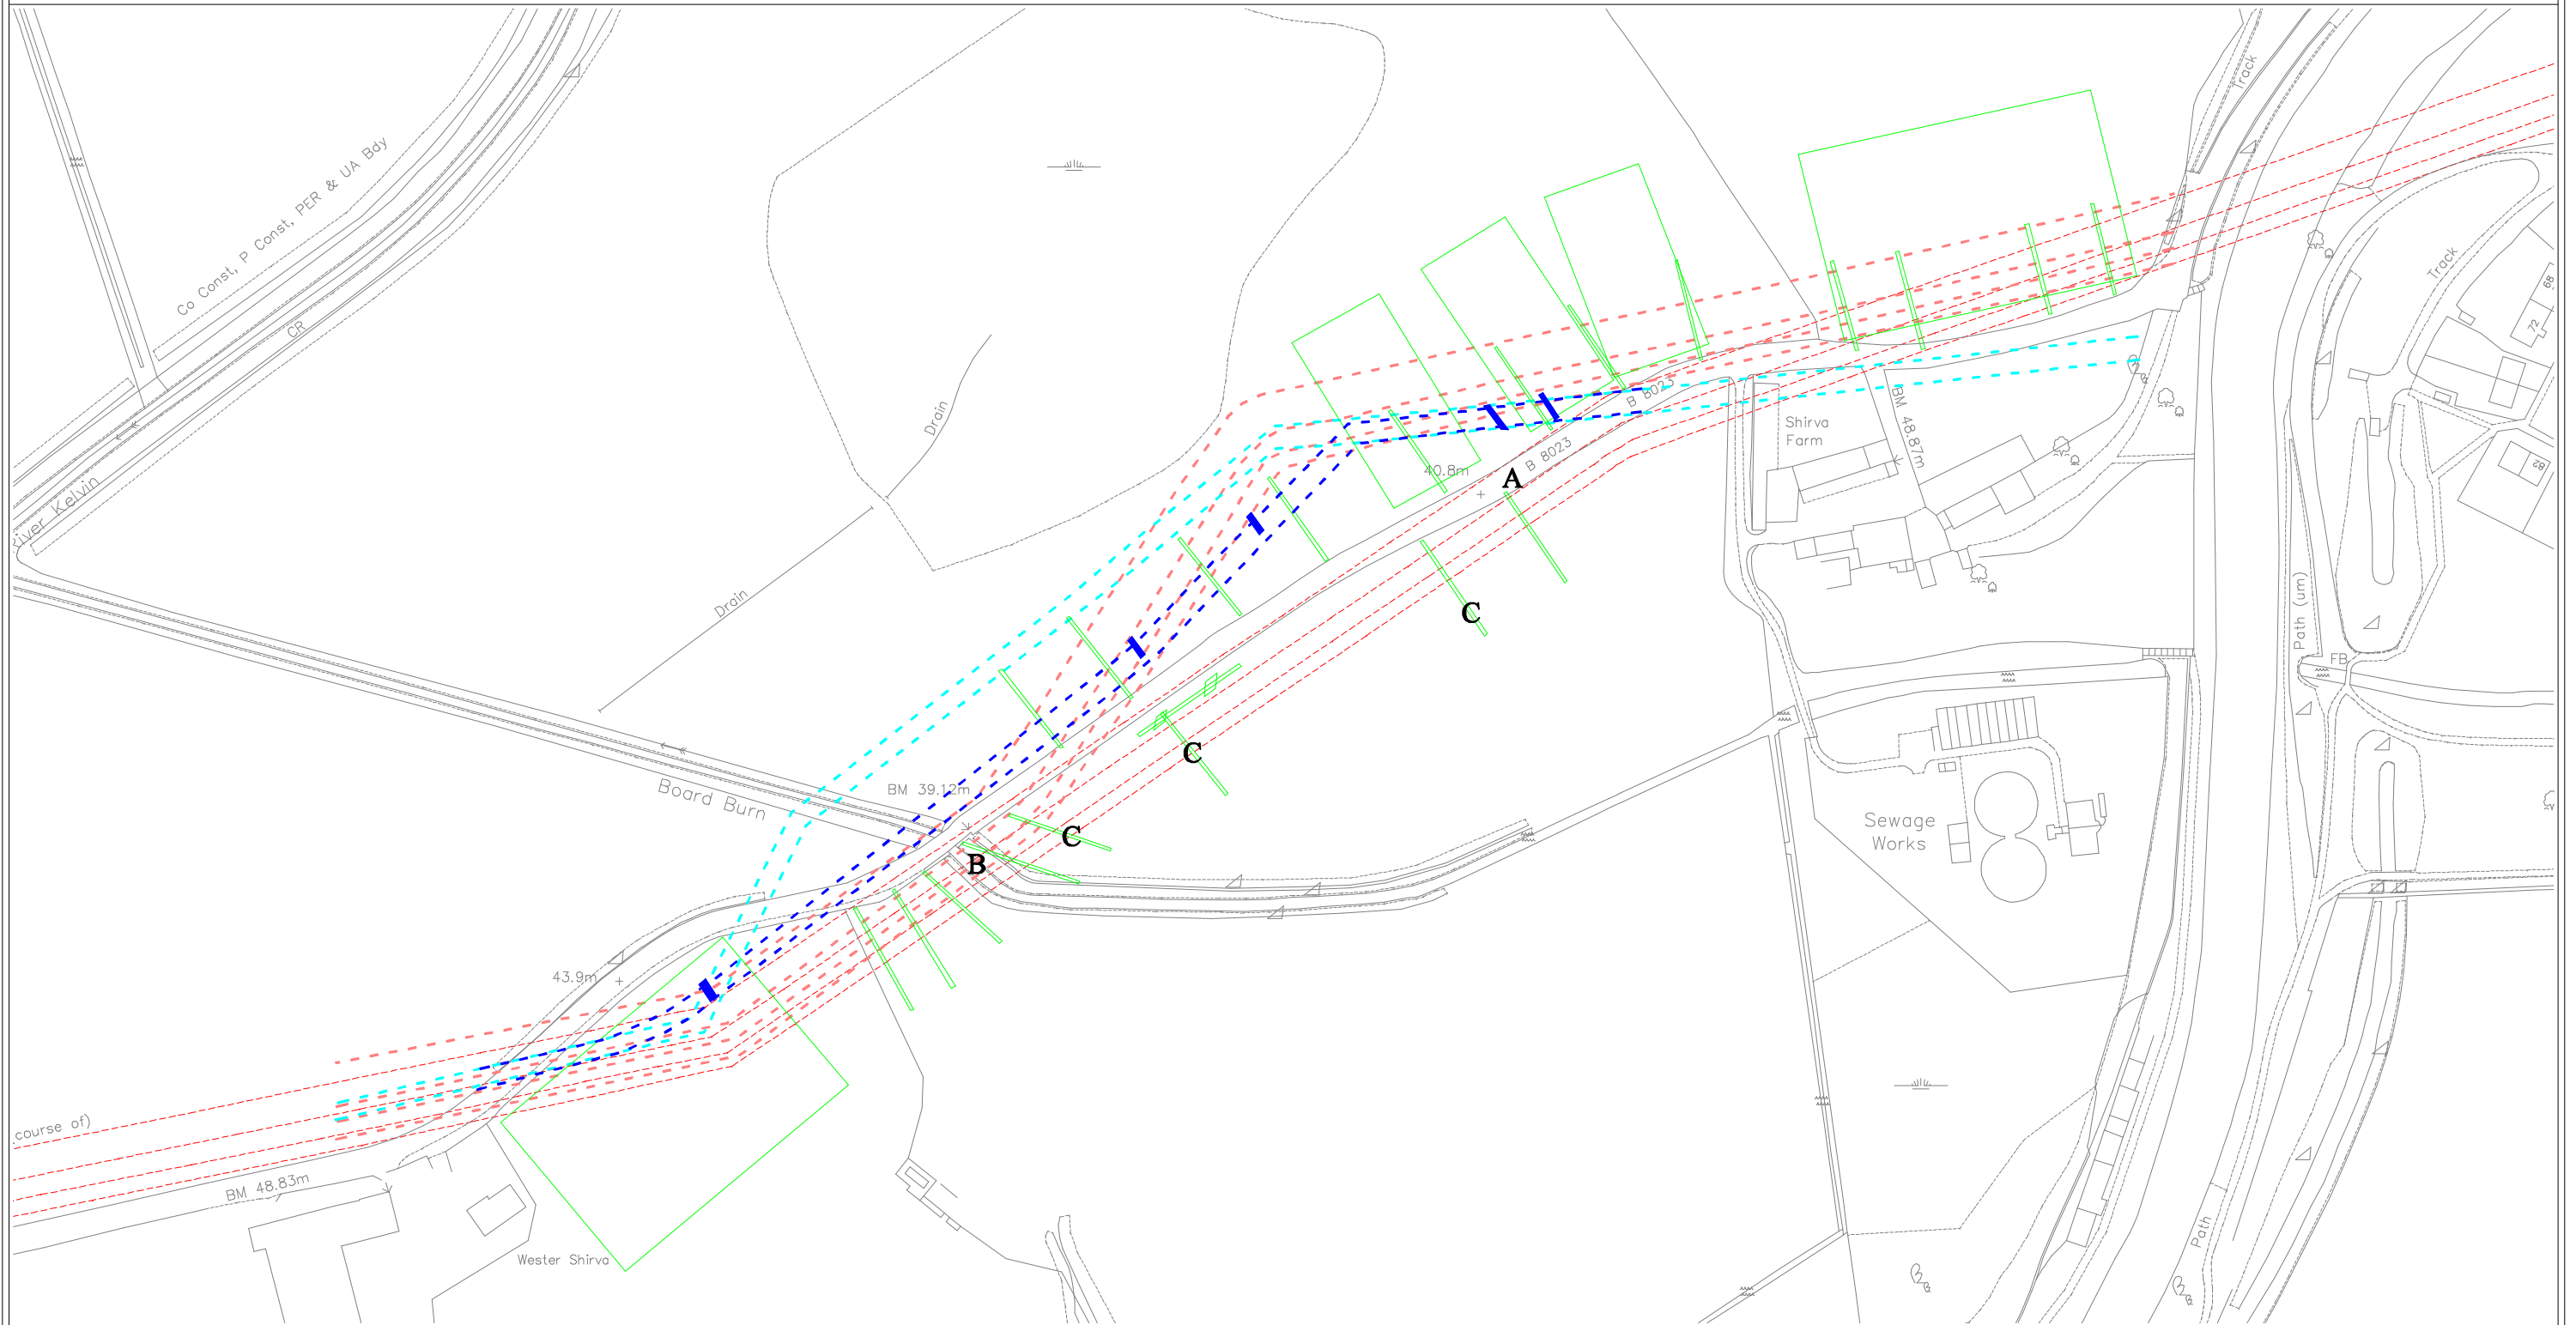 Track
Co Const, P Const, PER & UA Bdy
Track
68
CR
72
Drain
B 8023
BM 48.87m
Shirva
Farm
B 8023
40.8m
A
82
River Kelvin
Drain
Path (um)
C
FB
C
BM 39.12m
Board Burn
Sewage
Works
C
B
43.9m
course of)
BM 48.83m
Path
Wester Shirva